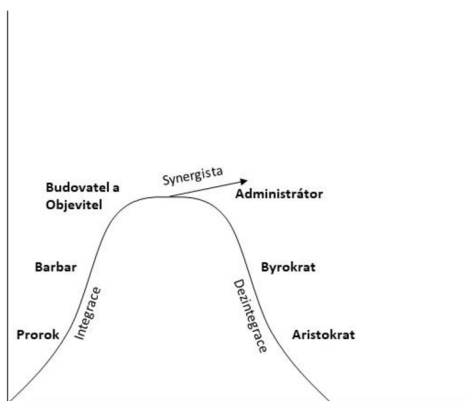 Synergista
Budovatel a
Objevitel
Administrátor
Barbar
Byrokrat
Integrace
Dezintegrace
Prorok
Aristokrat